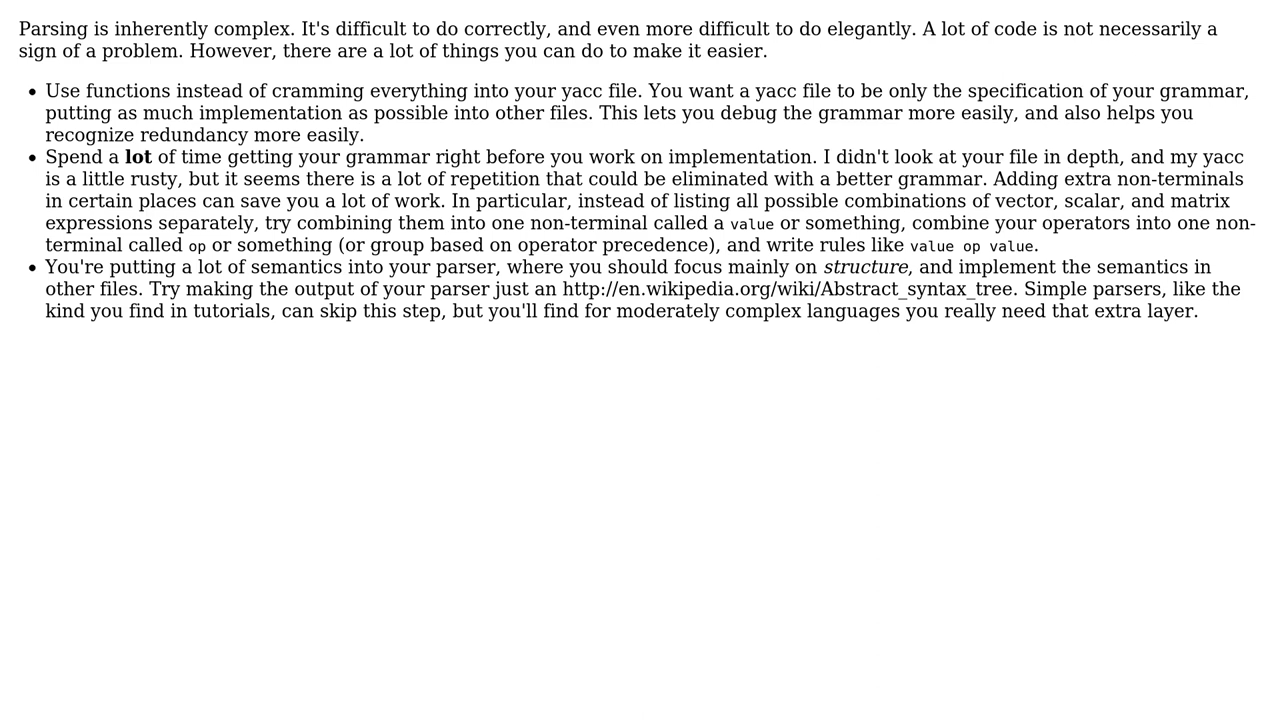 Parsing is inherently complex. It's difficult to do correctly, and even more difficult to do elegantly. A lot of code is not necessarily a
sign of a problem. However, there are a lot of things you can do to make it easier.
• Use functions instead of cramming everything into your yacc file. You want a yacc file to be only the specification of your grammar,
putting as much implementation as possible into other files. This lets you debug the grammar more easily, and also helps you
recognize redundancy more easily.
• Spend a lot of time getting your grammar right before you work on implementation. I didn't look at your file in depth, and my yacc
is a little rusty, but it seems there is a lot of repetition that could be eliminated with a better grammar. Adding extra non-terminals
in certain places can save you a lot of work. In particular, instead of listing all possible combinations of vector, scalar, and matrix
expressions separately, try combining them into one non-terminal called a value or something, combine your operators into one non-
terminal called op or something (or group based on operator precedence), and write rules like value op value.
• You're putting a lot of semantics into your parser, where you should focus mainly on structure, and implement the semantics in
other files. Try making the output of your parser just an http://en.wikipedia.org/wiki/Abstract_syntax_tree. Simple parsers, like the
kind you find in tutorials, can skip this step, but you'll find for moderately complex languages you really need that extra layer.